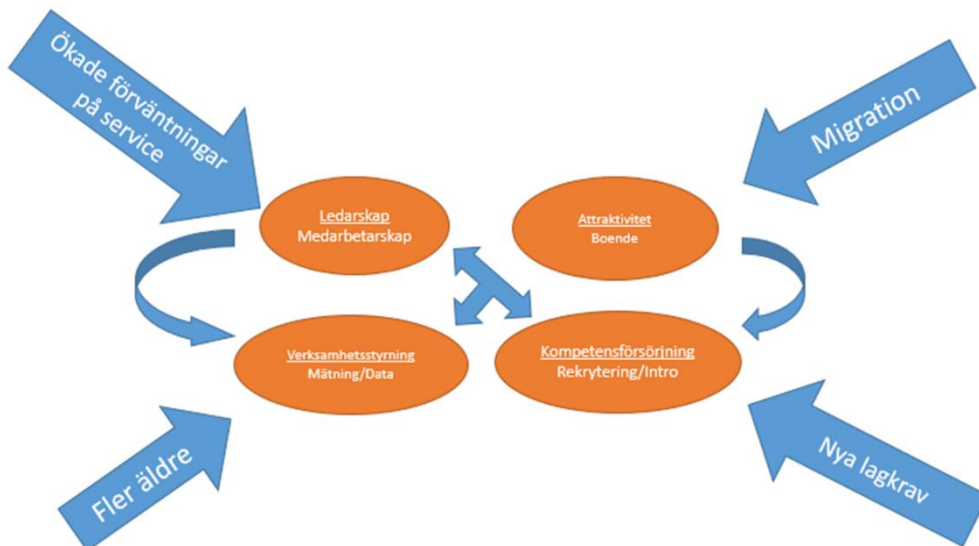 Ökade förväntningar
på service
Migration
Ledarskap
Medarbetarskap
Attraktivitet
Boende
Verksamhetsstyrning
Mätning/Data
Kompetensförsörjning
Rekrytering/Intro
Fler äldre
Nya lagkrav